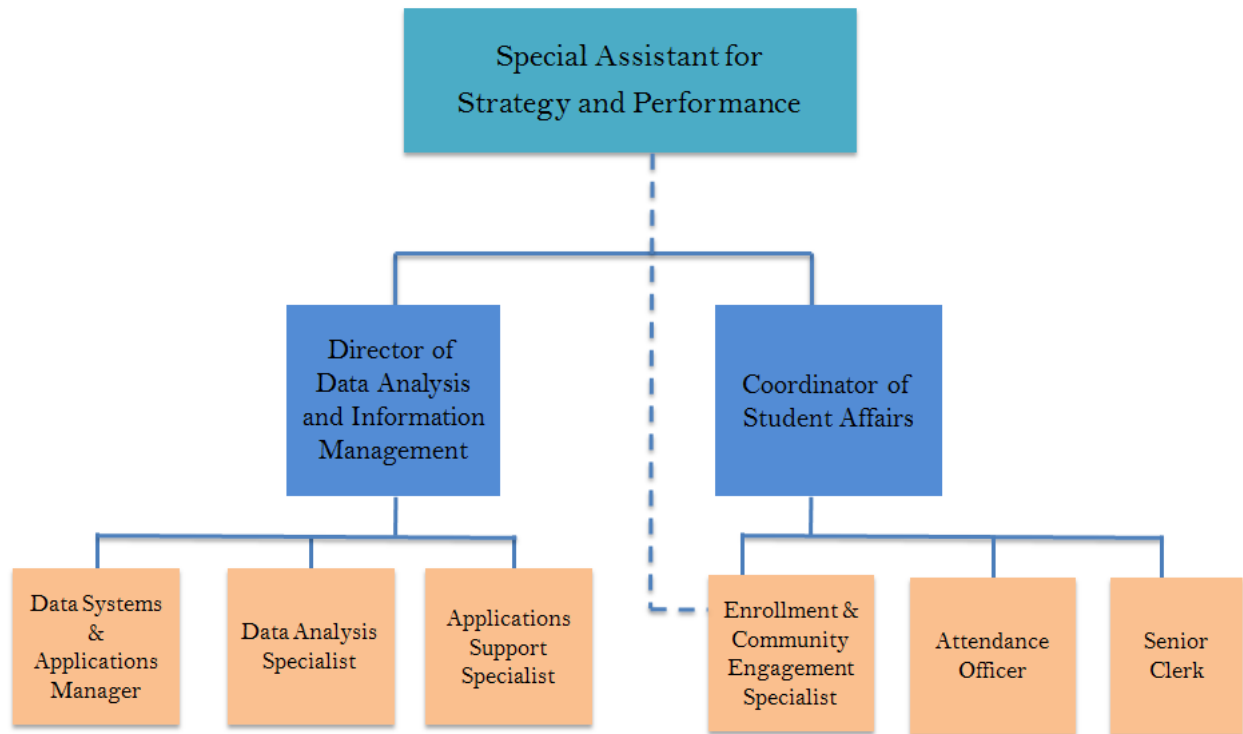 Special Assistant for
Strategy and Performance
Director of
Data Analysis
and Information
Management
Coordinator of
Student Affairs
Data Systems
&
Applications
Manager
Data Analysis
Specialist
Applications
Support
Specialist
Enrollment &
Community
Engagement
Specialist
Attendance
Officer
Senior
Clerk